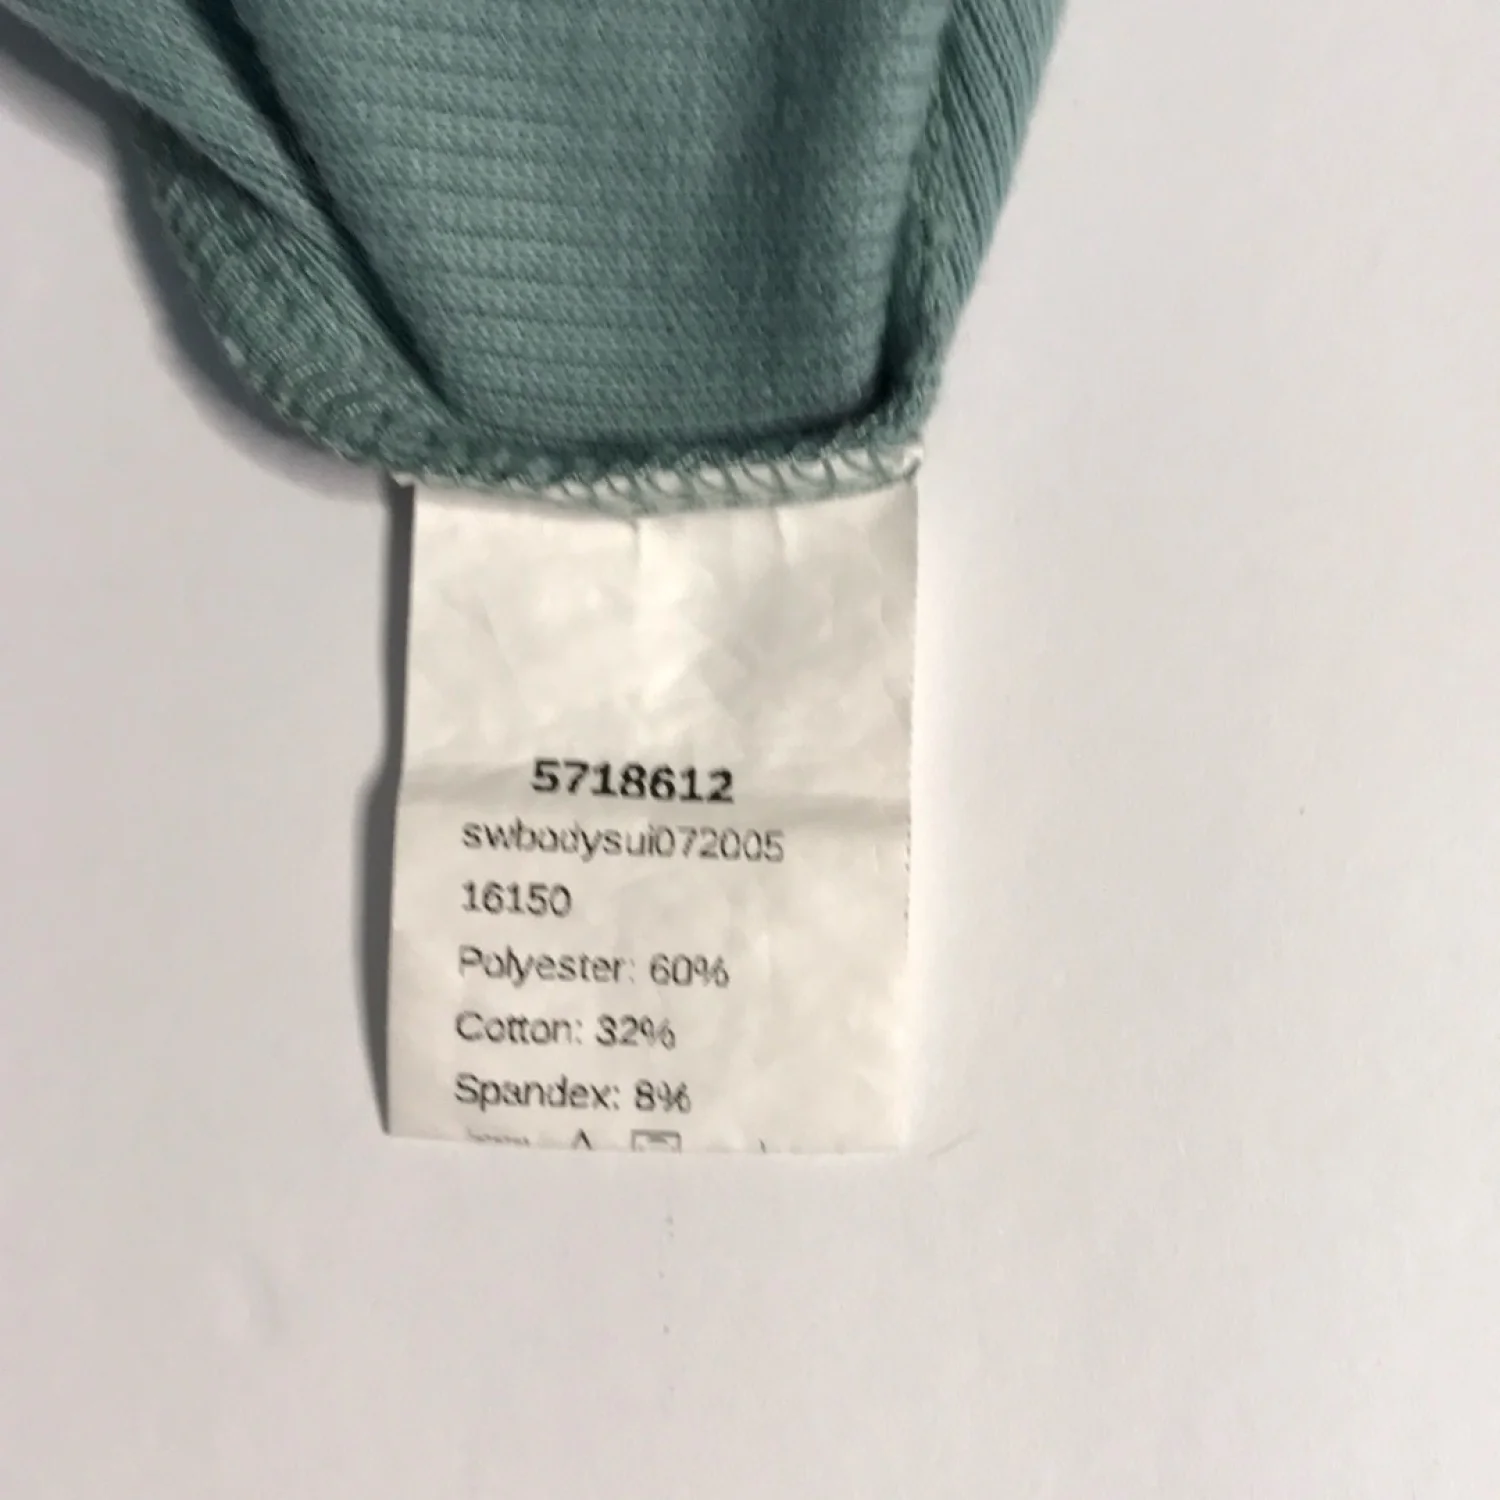 5718612
swbodysui072005
16150
Polyester: 60%
Cotton: 32%
Spandex: 8%